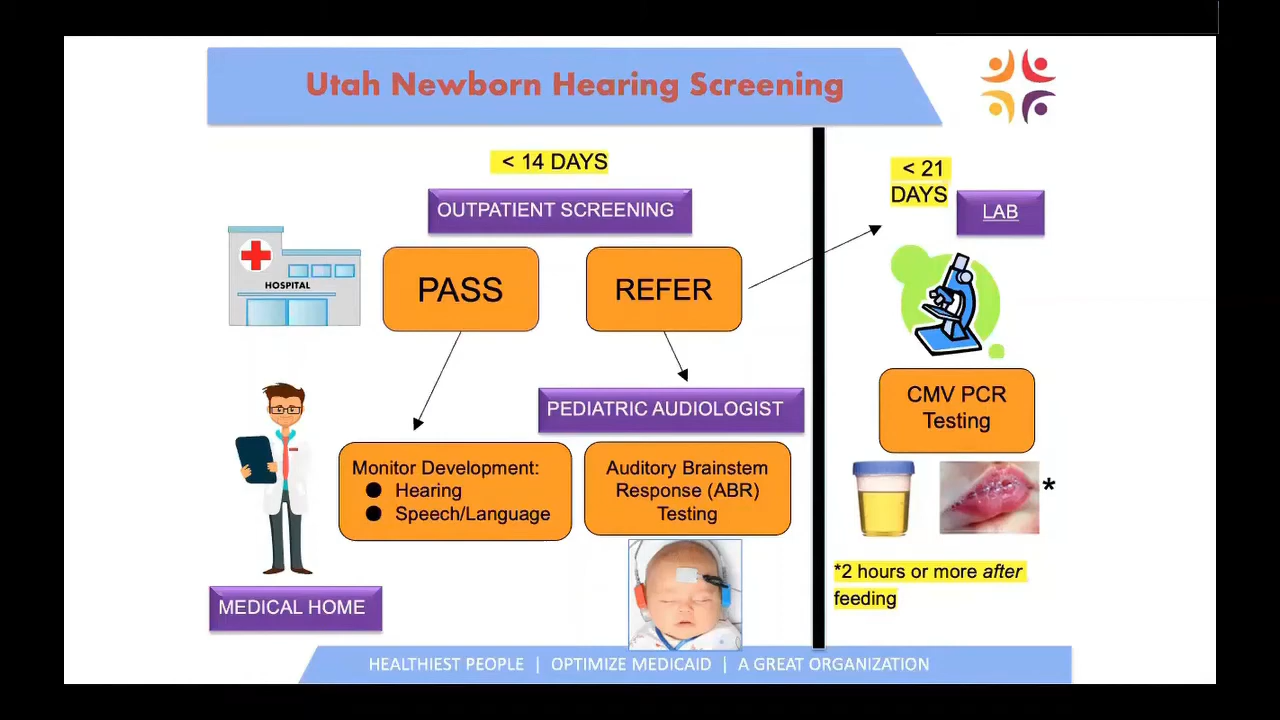 Utah Newborn Hearing Screening
< 14 DAYS
OUTPATIENT SCREENING
HOSPITAL
PASS
REFER
PEDIATRIC AUDIOLOGIST
Monitor Development:
● Hearing
● Speech/Language
Auditory Brainstem
Response (ABR)
Testing
MEDICAL HOME
< 21
DAYS
LAB
CMV PCR
Testing
*
*2 hours or more after
feeding
HEALTHIEST PEOPLE | OPTIMIZE MEDICAID | A GREAT ORGANIZATION